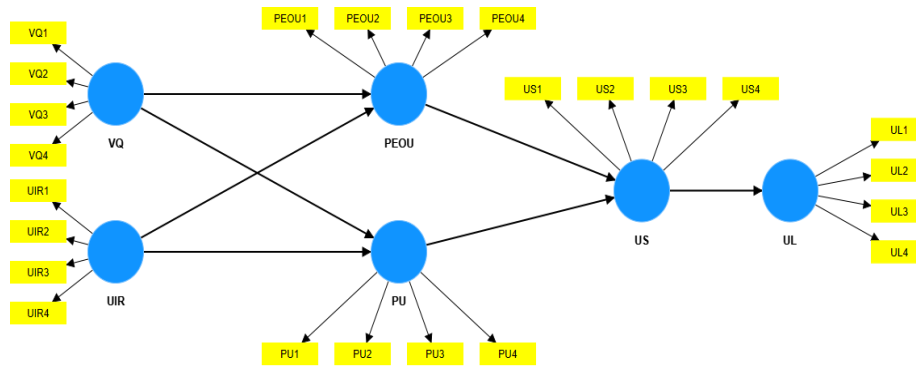 PEOU1 PEOU2 PEOU3 PEOU4
VQ1
VQ2
VQ3
VQ4
VQ
PEOU
US1 US2 US3 US4
UL1
UL2
UL3
UL4
UIR1
UIR2
UIR3
UIR4
UIR
PU
US
UL
PU1 PU2 PU3 PU4